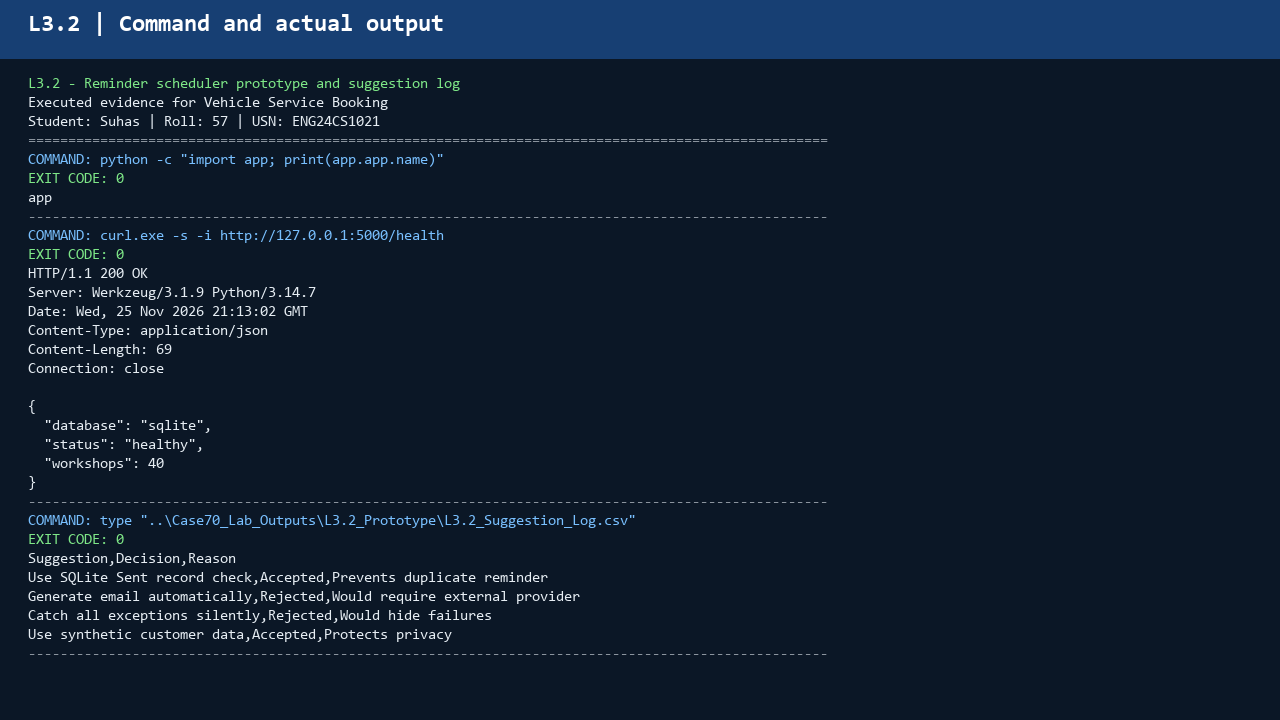 L3.2 | Command and actual output
L3.2 - Reminder scheduler prototype and suggestion log
Executed evidence for Vehicle Service Booking
Student: Suhas | Roll: 57 | USN: ENG24CS1021
====================================================================================================
COMMAND: python -c "import app; print(app.app.name)"
EXIT CODE: 0
app
----------------------------------------------------------------------------------------------------
COMMAND: curl.exe -s -i http://127.0.0.1:5000/health
EXIT CODE: 0
HTTP/1.1 200 OK
Server: Werkzeug/3.1.9 Python/3.14.7
Date: Wed, 25 Nov 2026 21:13:02 GMT
Content-Type: application/json
Content-Length: 69
Connection: close
{
  "database": "sqlite",
  "status": "healthy",
  "workshops": 40
}
----------------------------------------------------------------------------------------------------
COMMAND: type "..\Case70_Lab_Outputs\L3.2_Prototype\L3.2_Suggestion_Log.csv"
EXIT CODE: 0
Suggestion,Decision,Reason
Use SQLite Sent record check,Accepted,Prevents duplicate reminder
Generate email automatically,Rejected,Would require external provider
Catch all exceptions silently,Rejected,Would hide failures
Use synthetic customer data,Accepted,Protects privacy
----------------------------------------------------------------------------------------------------